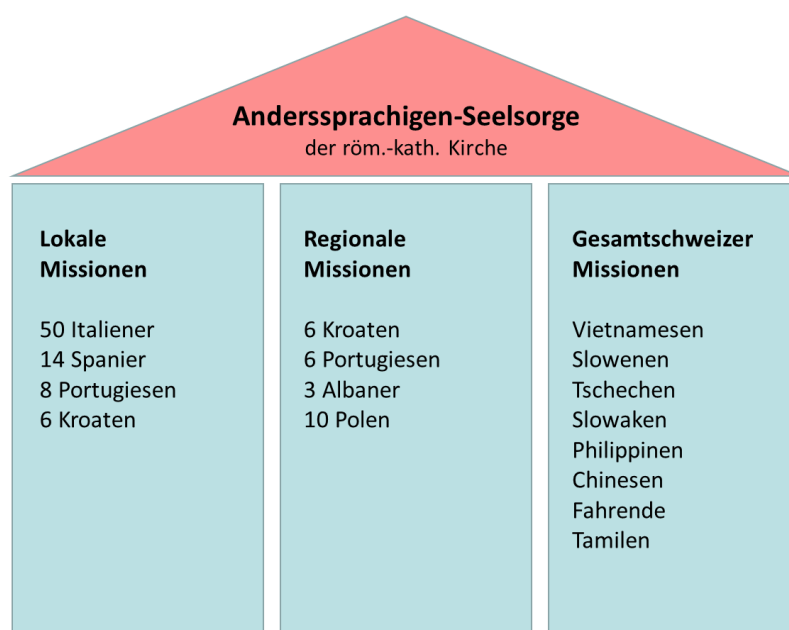 Anderssprachigen-Seelsorge
der röm.-kath. Kirche
Lokale
Missionen
50 Italiener
14 Spanier
8 Portugiesen
6 Kroaten
Regionale
Missionen
6 Kroaten
6 Portugiesen
3 Albaner
10 Polen
Gesamtschweizer
Missionen
Vietnamesen
Slowenen
Tschechen
Slowaken
Philippinen
Chinesen
Fahrende
Tamilen